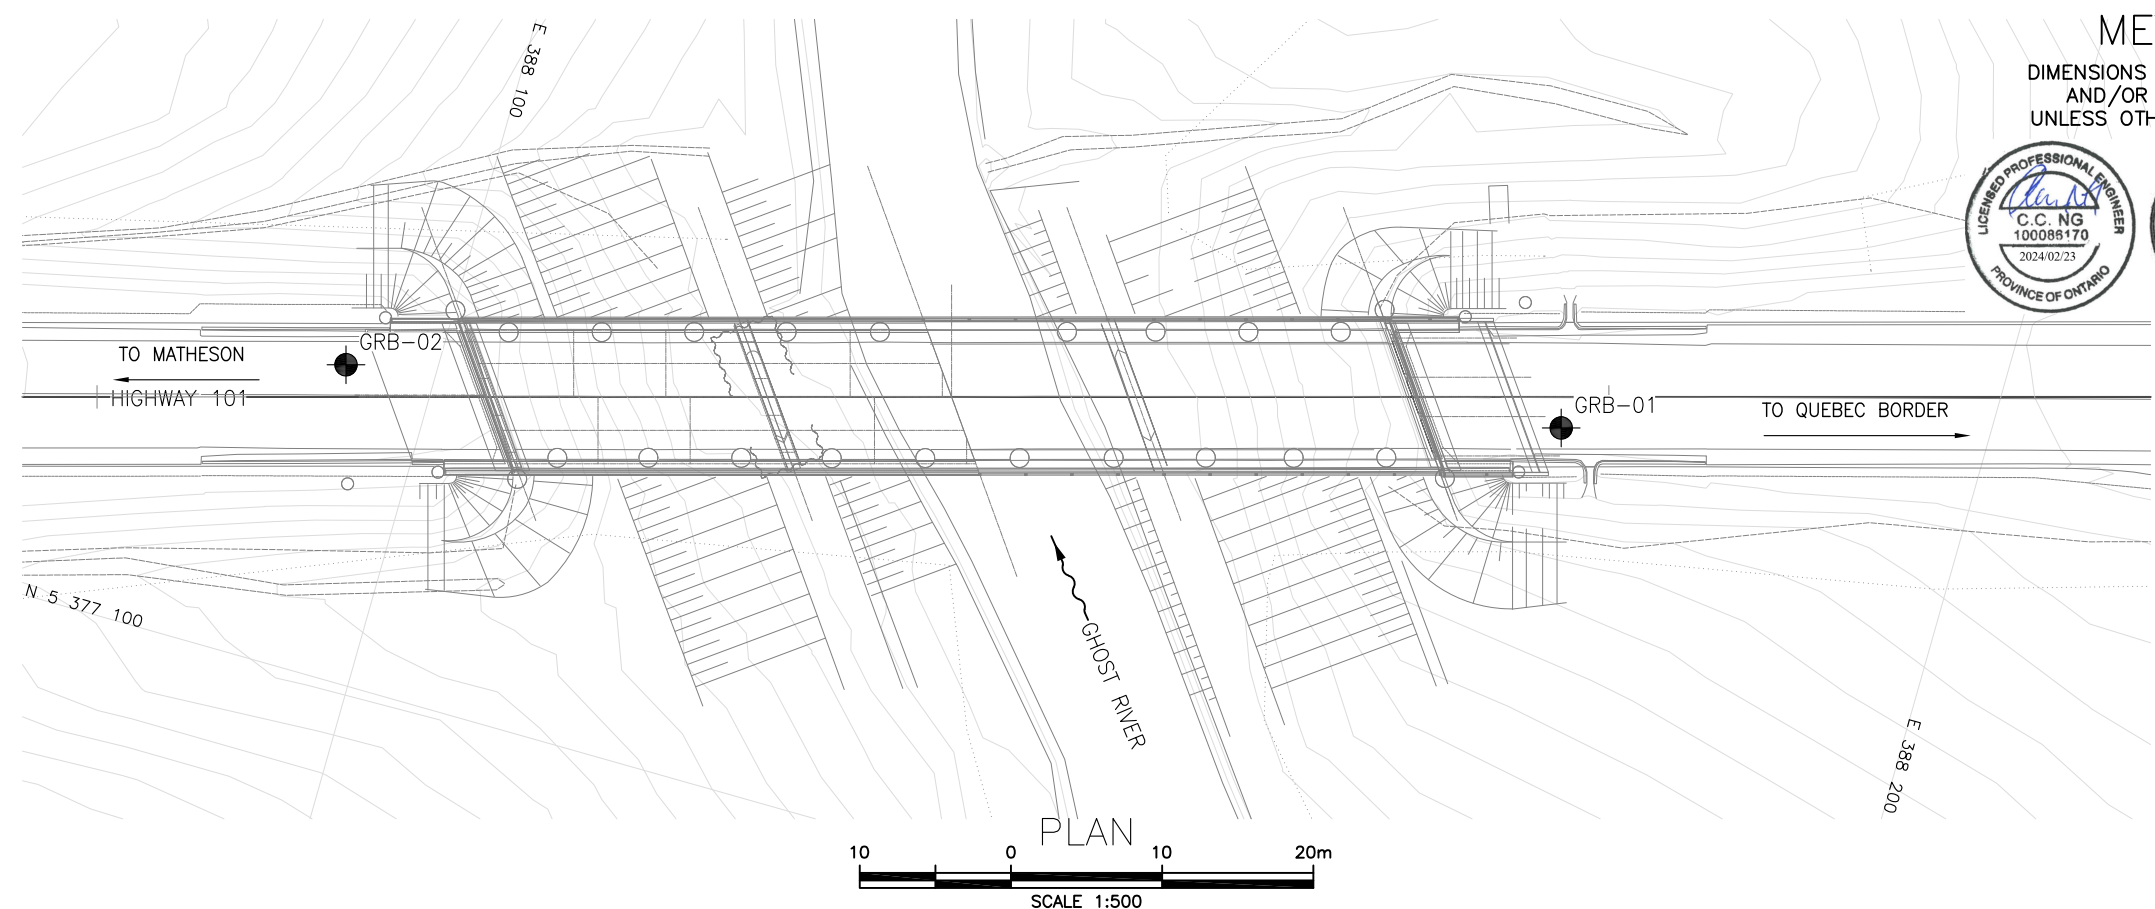 ME
DIMENSIONS
AND/OR
UNLESS OTH
LICENSED PROFESSIONAL ENGINEER
C.C. NG
100086170
2024/02/23
PROVINCE OF ONTARIO
E 388 100
GRB-02
TO MATHESON
HIGHWAY 101
GRB-01
TO QUEBEC BORDER
N 5 377 100
GHOST RIVER
E 388 200
PLAN
10 0 10 20m
SCALE 1:500